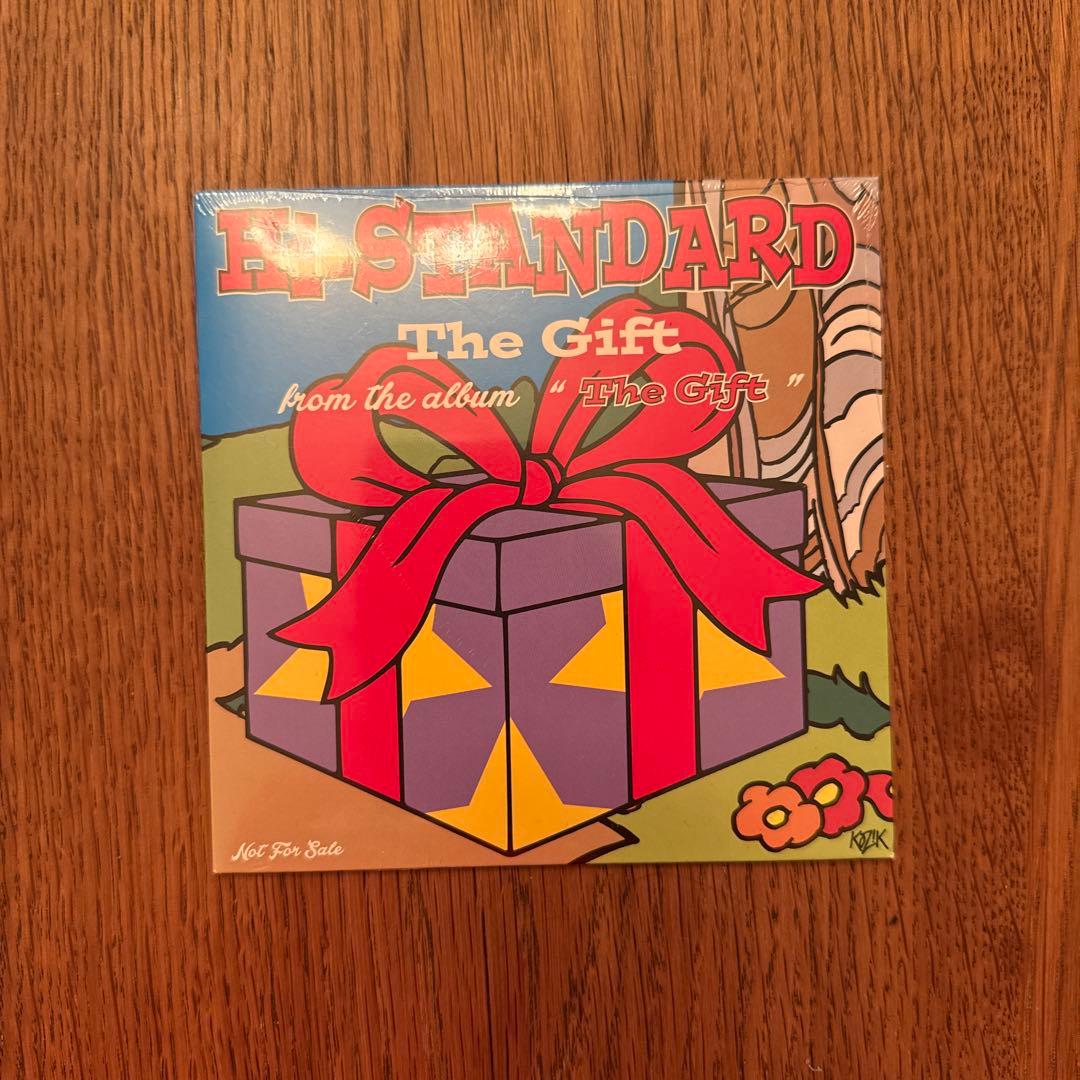 Hi-STANDARD
The Gift
from the album “ The Gift ”
Not For Sale
KOZIK